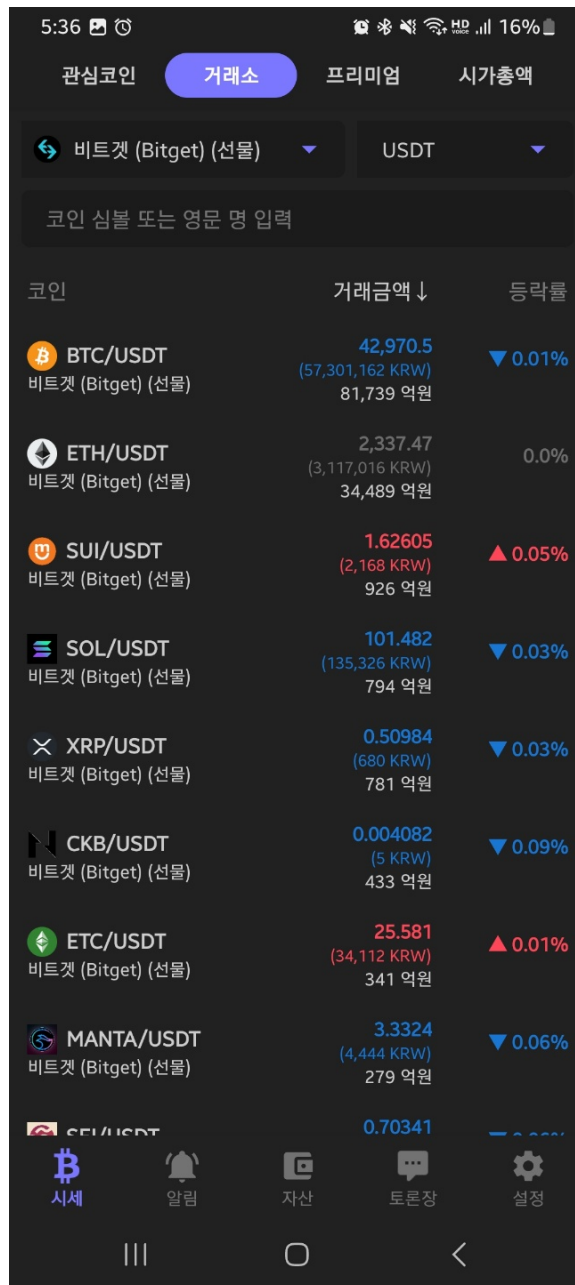 5:36 HD VOICE 16%
관심코인 거래소 프리미엄 시가총액
비트겟 (Bitget) (선물) ▼ USDT ▼
코인 심볼 또는 영문 명 입력
코인 거래금액↓ 등락률
BTC/USDT 42,970.5 ▼ 0.01%
비트겟 (Bitget) (선물) (57,301,162 KRW)
81,739 억원
ETH/USDT 2,337.47 0.0%
비트겟 (Bitget) (선물) (3,117,016 KRW)
34,489 억원
SUI/USDT 1.62605 ▲ 0.05%
비트겟 (Bitget) (선물) (2,168 KRW)
926 억원
SOL/USDT 101.482 ▼ 0.03%
비트겟 (Bitget) (선물) (135,326 KRW)
794 억원
XRP/USDT 0.50984 ▼ 0.03%
비트겟 (Bitget) (선물) (680 KRW)
781 억원
CKB/USDT 0.004082 ▼ 0.09%
비트겟 (Bitget) (선물) (5 KRW)
433 억원
ETC/USDT 25.581 ▲ 0.01%
비트겟 (Bitget) (선물) (34,112 KRW)
341 억원
MANTA/USDT 3.3324 ▼ 0.06%
비트겟 (Bitget) (선물) (4,444 KRW)
279 억원
SEI/USDT 0.70341
시세 알림 자산 토론장 설정